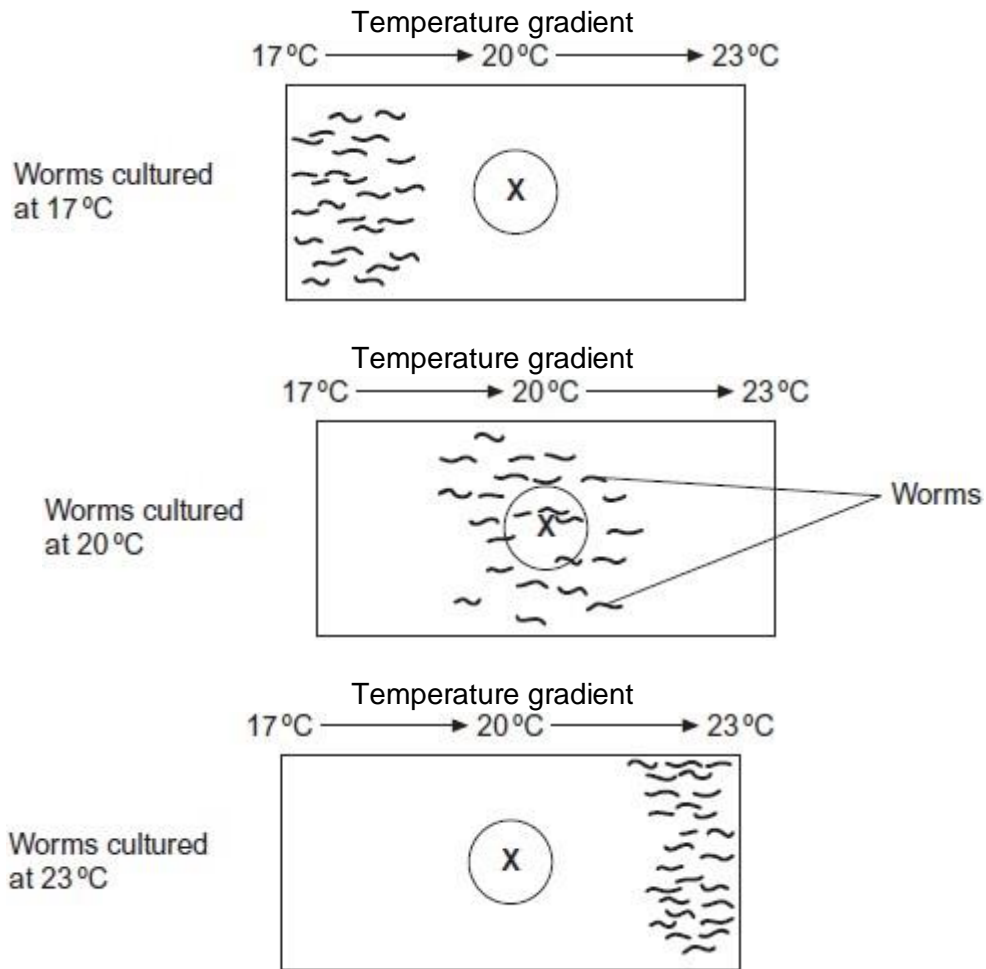 Temperature gradient
17 ºC 20 ºC 23 ºC
Worms cultured
at 17 ºC
X
Temperature gradient
17 ºC 20 ºC 23 ºC
Worms cultured
at 20 ºC
X
Worms
Temperature gradient
17 ºC 20 ºC 23 ºC
Worms cultured
at 23 ºC
X